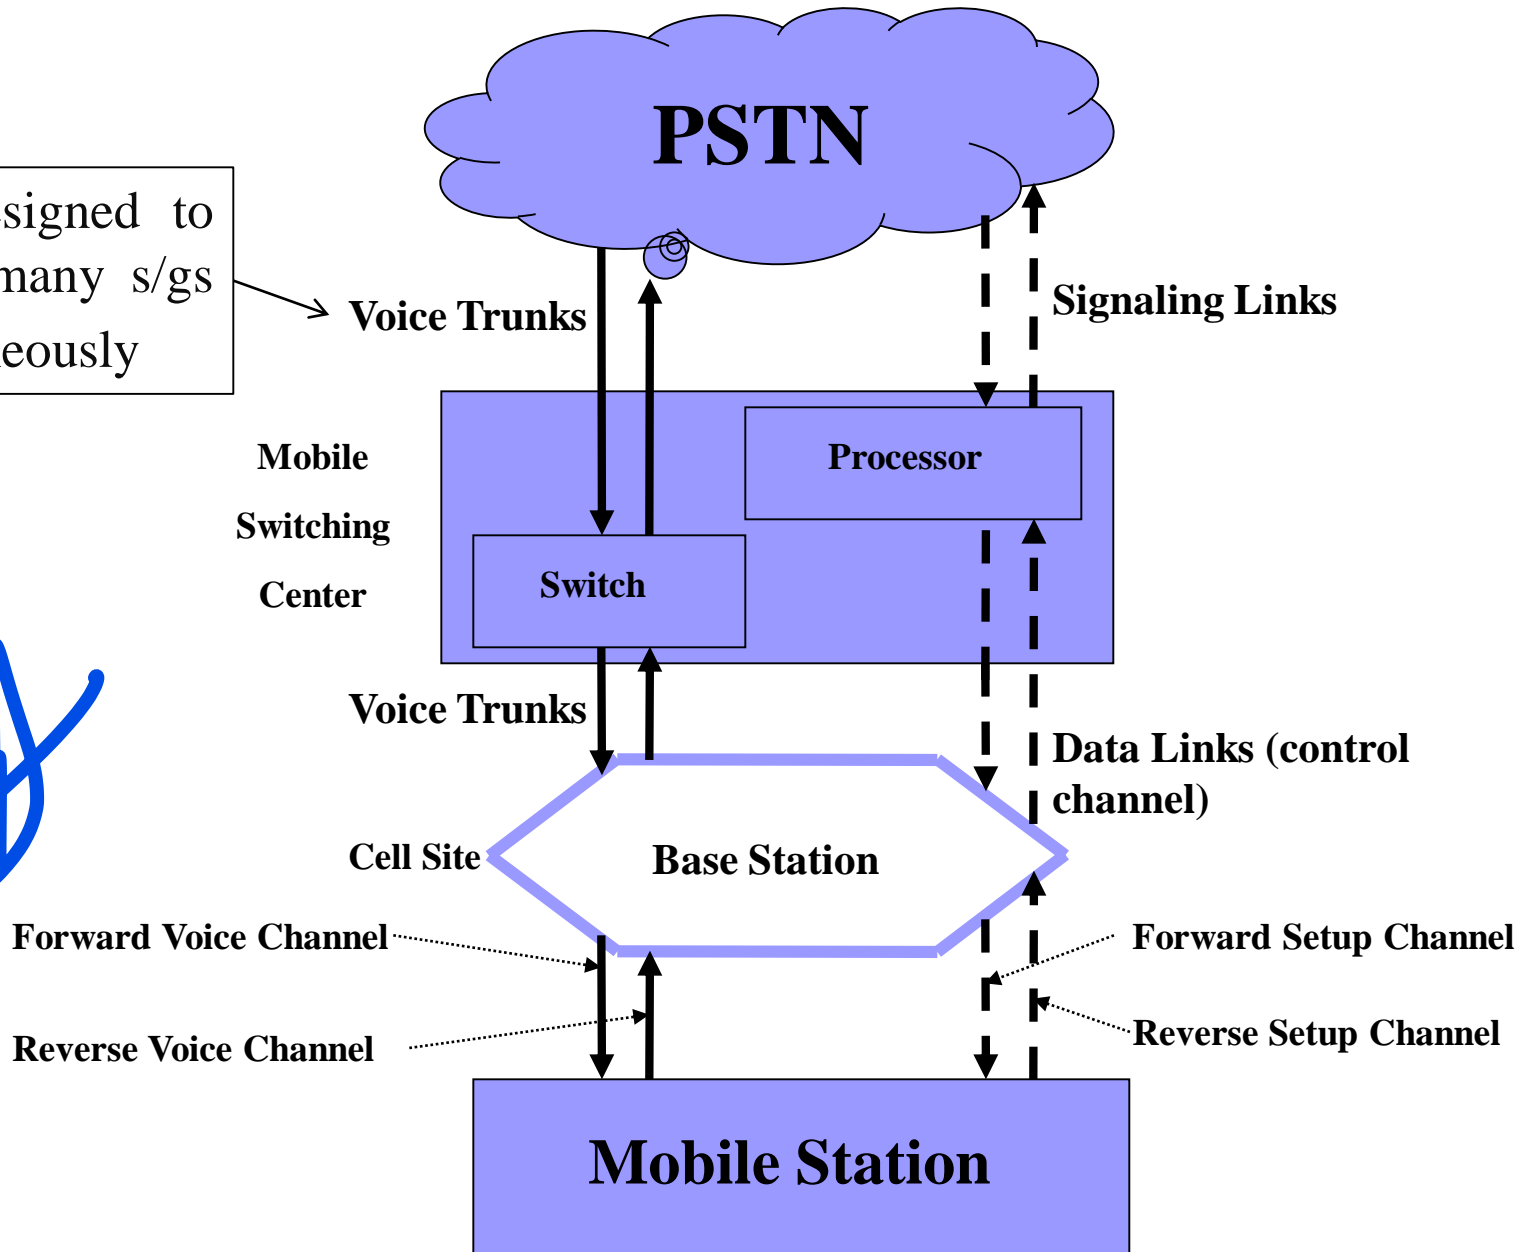 PSTN
signed to
many s/gs
eously
Voice Trunks
Signaling Links
Mobile
Switching
Center
Processor
Switch
Voice Trunks
Data Links (control
channel)
Cell Site
Base Station
Forward Voice Channel
Forward Setup Channel
Reverse Voice Channel
Reverse Setup Channel
Mobile Station